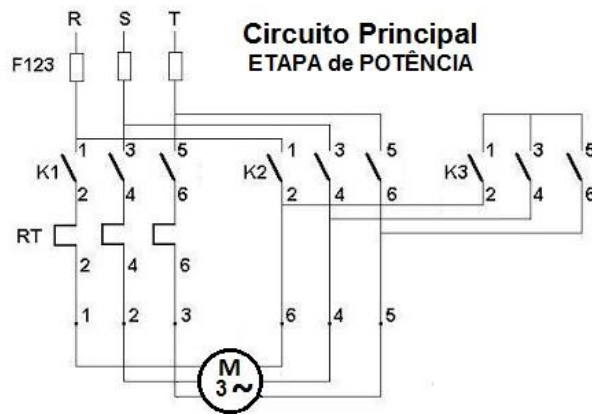 R S T
Circuito Principal
ETAPA de POTÊNCIA
F123
1 3 5 1 3 5 1 3 5
K1 K2 K3
2 4 6 2 4 6 2 4 6
RT
2 4 6
1 2 3 6 4 5
M
3 ~